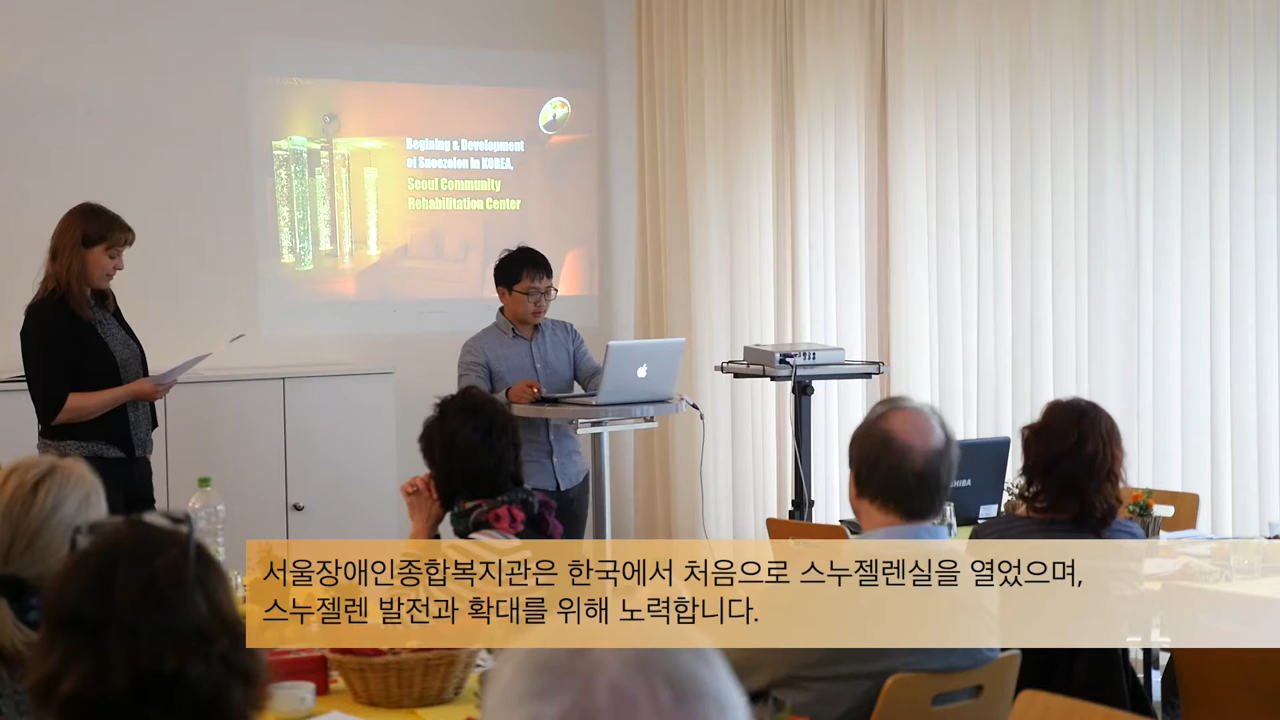 Begining & Development
of Snoezelen in KOREA,
Seoul Community
Rehabilitation Center
서울장애인종합복지관은 한국에서 처음으로 스누젤렌실을 열었으며,
스누젤렌 발전과 확대를 위해 노력합니다.